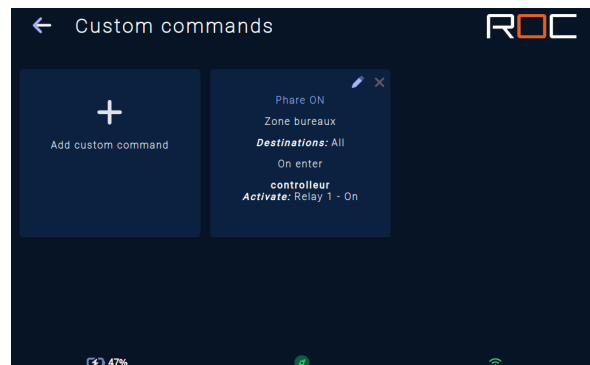 Custom commands
ROC
Add custom command
Phare ON
Zone bureaux
Destinations: All
On enter
controlleur
Activate: Relay 1 - On
47%